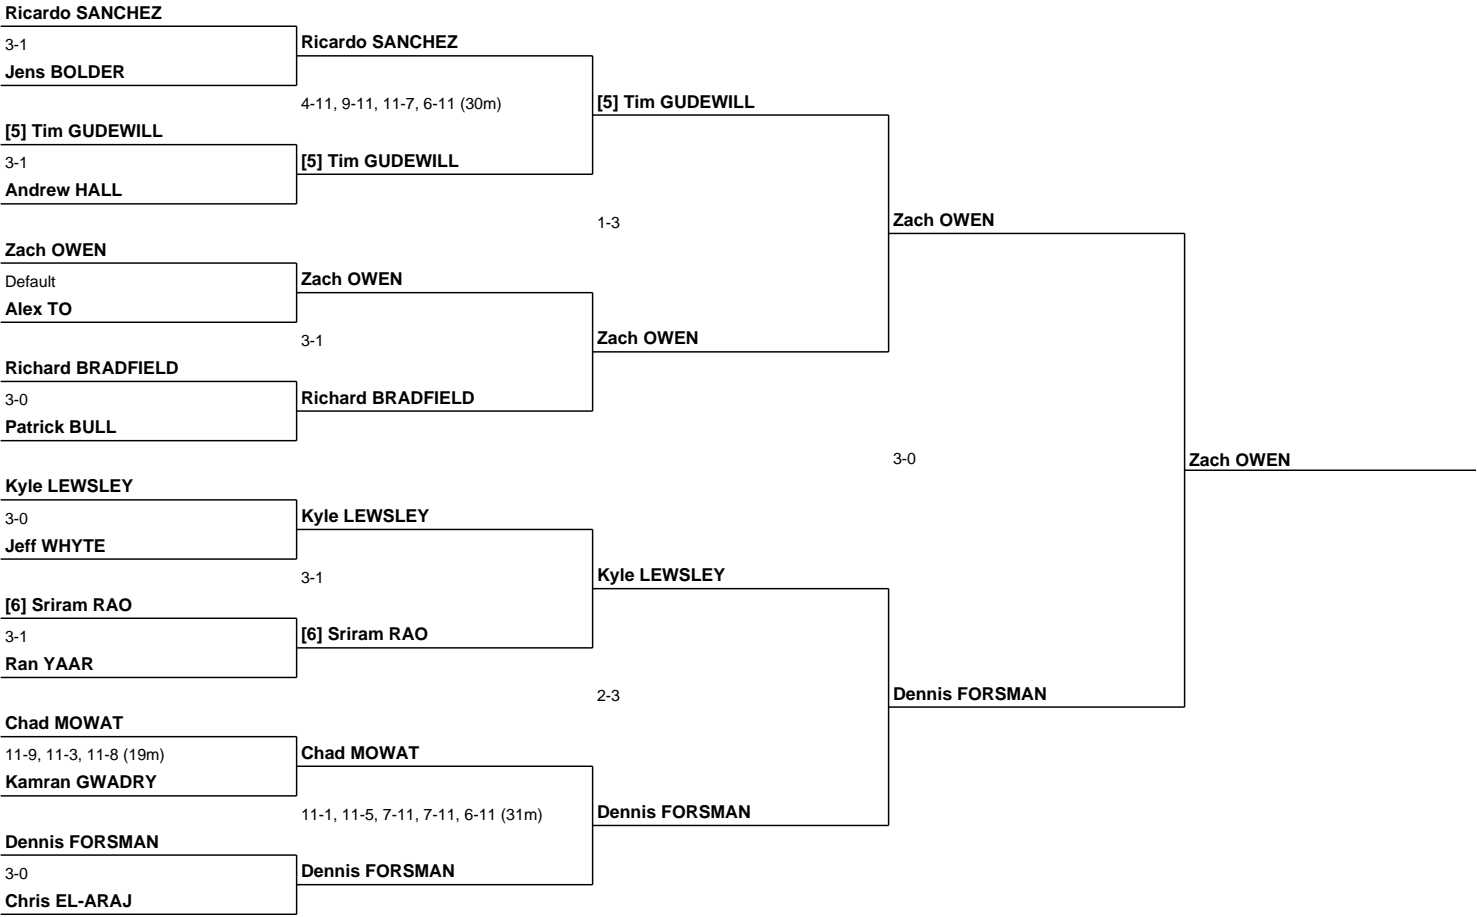 Ricardo SANCHEZ
3-1
Jens BOLDER
[5] Tim GUDEWILL
3-1
Andrew HALL
Zach OWEN
Default
Alex TO
Richard BRADFIELD
3-0
Patrick BULL
Kyle LEWSLEY
3-0
Jeff WHYTE
[6] Sriram RAO
3-1
Ran YAAR
Chad MOWAT
11-9, 11-3, 11-8 (19m)
Kamran GWADRY
Dennis FORSMAN
3-0
Chris EL-ARAJ
Ricardo SANCHEZ
4-11, 9-11, 11-7, 6-11 (30m)
[5] Tim GUDEWILL
Zach OWEN
3-1
Richard BRADFIELD
Kyle LEWSLEY
3-1
[6] Sriram RAO
Chad MOWAT
11-1, 11-5, 7-11, 7-11, 6-11 (31m)
Dennis FORSMAN
[5] Tim GUDEWILL
1-3
Zach OWEN
Kyle LEWSLEY
2-3
Dennis FORSMAN
Zach OWEN
3-0
Dennis FORSMAN
Zach OWEN